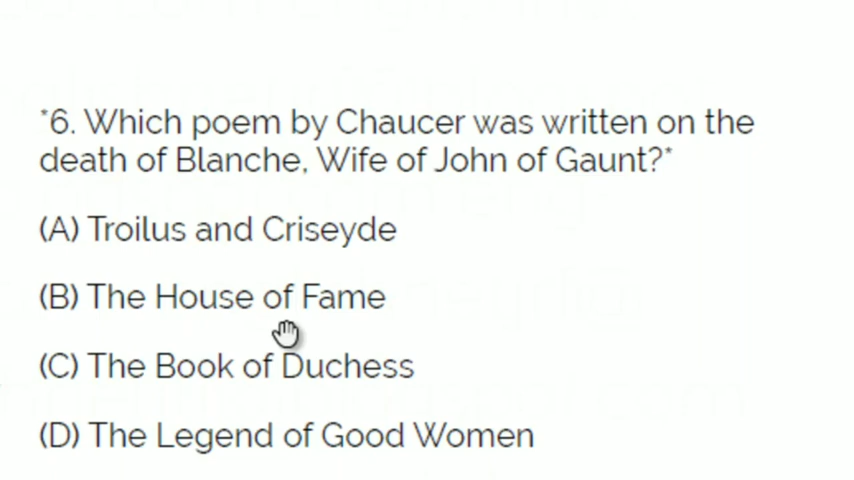 *6. Which poem by Chaucer was written on the
death of Blanche, Wife of John of Gaunt?*
(A) Troilus and Criseyde
(B) The House of Fame
(C) The Book of Duchess
(D) The Legend of Good Women